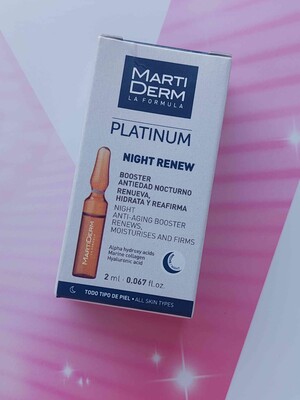 MARTI
DERM
LA FORMULA
PLATINUM
NIGHT RENEW
BOOSTER
ANTIEDAD NOCTURNO
RENUEVA,
HIDRATA Y REAFIRMA
NIGHT
ANTI-AGING BOOSTER
RENEWS,
MOISTURISES AND FIRMS
Alpha hydroxy acids
Marine collagen
Hyaluronic acid
MARTIDERM
2 ml ∙ 0.067 fl.oz.
TODO TIPO DE PIEL • ALL SKIN TYPES